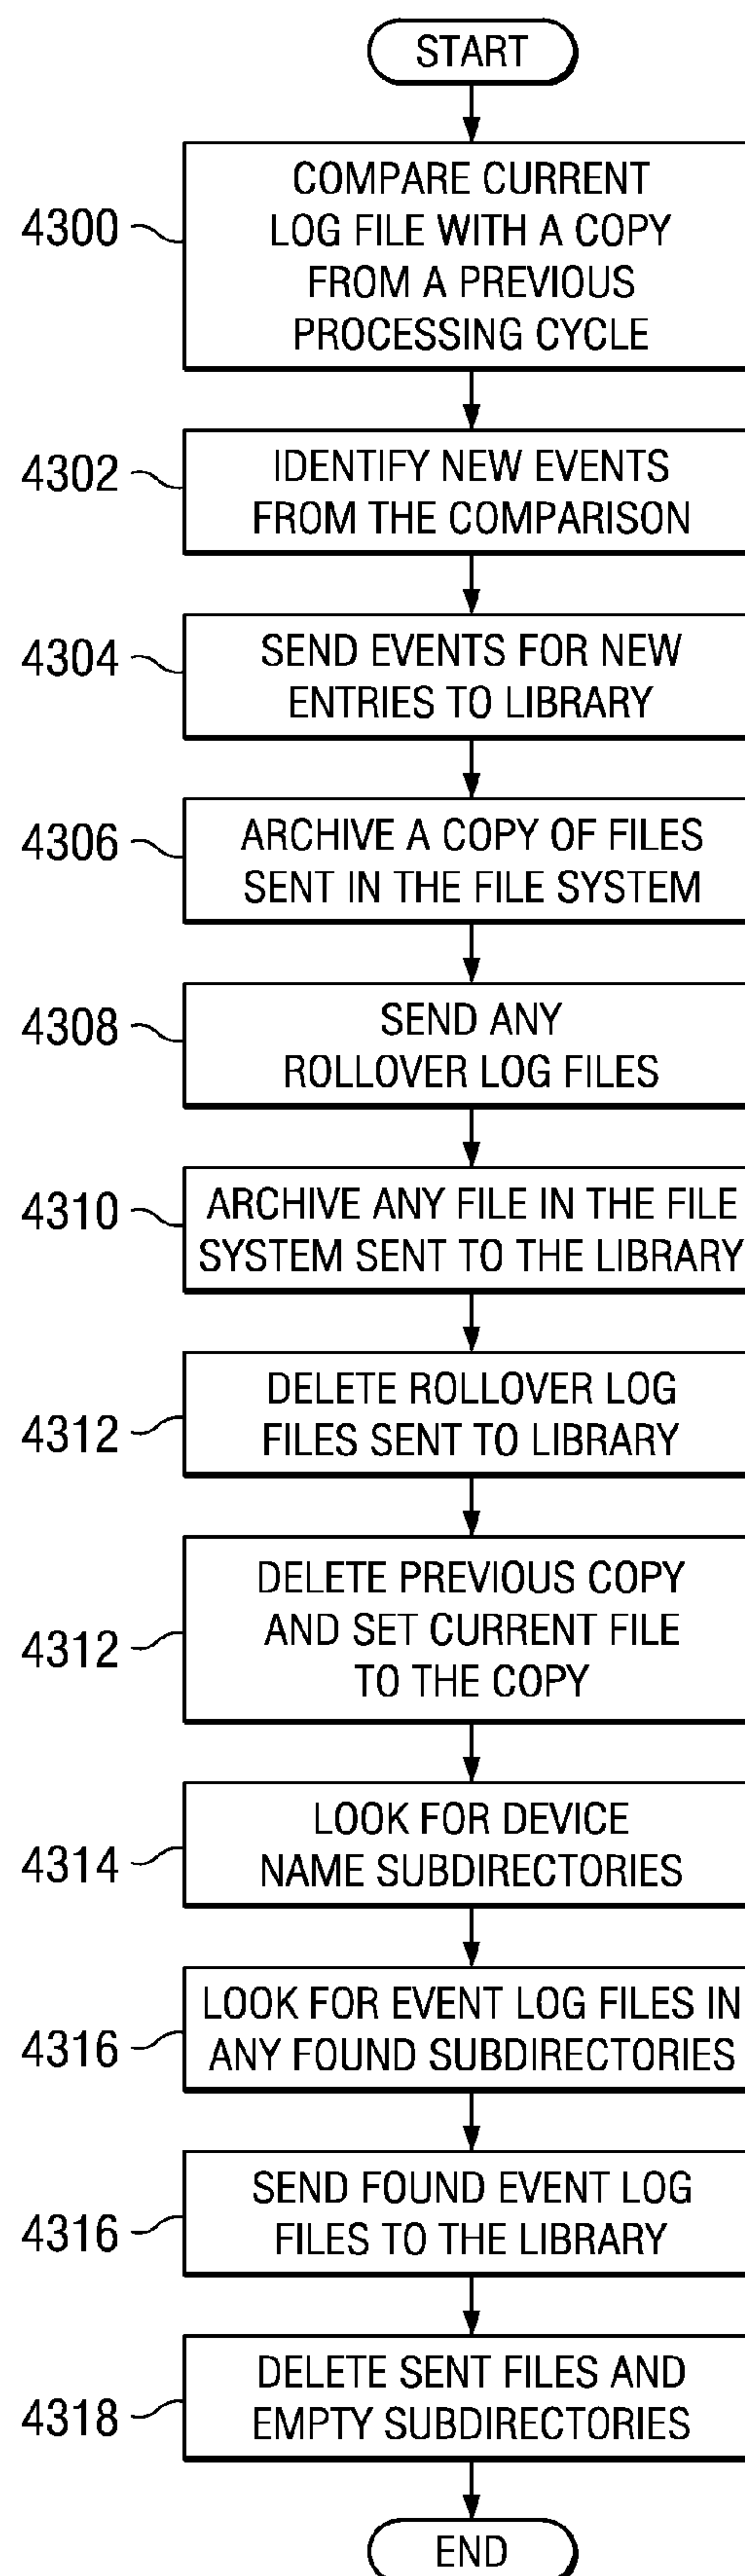 START
4300
COMPARE CURRENT
LOG FILE WITH A COPY
FROM A PREVIOUS
PROCESSING CYCLE
4302
IDENTIFY NEW EVENTS
FROM THE COMPARISON
4304
SEND EVENTS FOR NEW
ENTRIES TO LIBRARY
4306
ARCHIVE A COPY OF FILES
SENT IN THE FILE SYSTEM
4308
SEND ANY
ROLLOVER LOG FILES
4310
ARCHIVE ANY FILE IN THE FILE
SYSTEM SENT TO THE LIBRARY
4312
DELETE ROLLOVER LOG
FILES SENT TO LIBRARY
4312
DELETE PREVIOUS COPY
AND SET CURRENT FILE
TO THE COPY
4314
LOOK FOR DEVICE
NAME SUBDIRECTORIES
4316
LOOK FOR EVENT LOG FILES IN
ANY FOUND SUBDIRECTORIES
4316
SEND FOUND EVENT LOG
FILES TO THE LIBRARY
4318
DELETE SENT FILES AND
EMPTY SUBDIRECTORIES
END